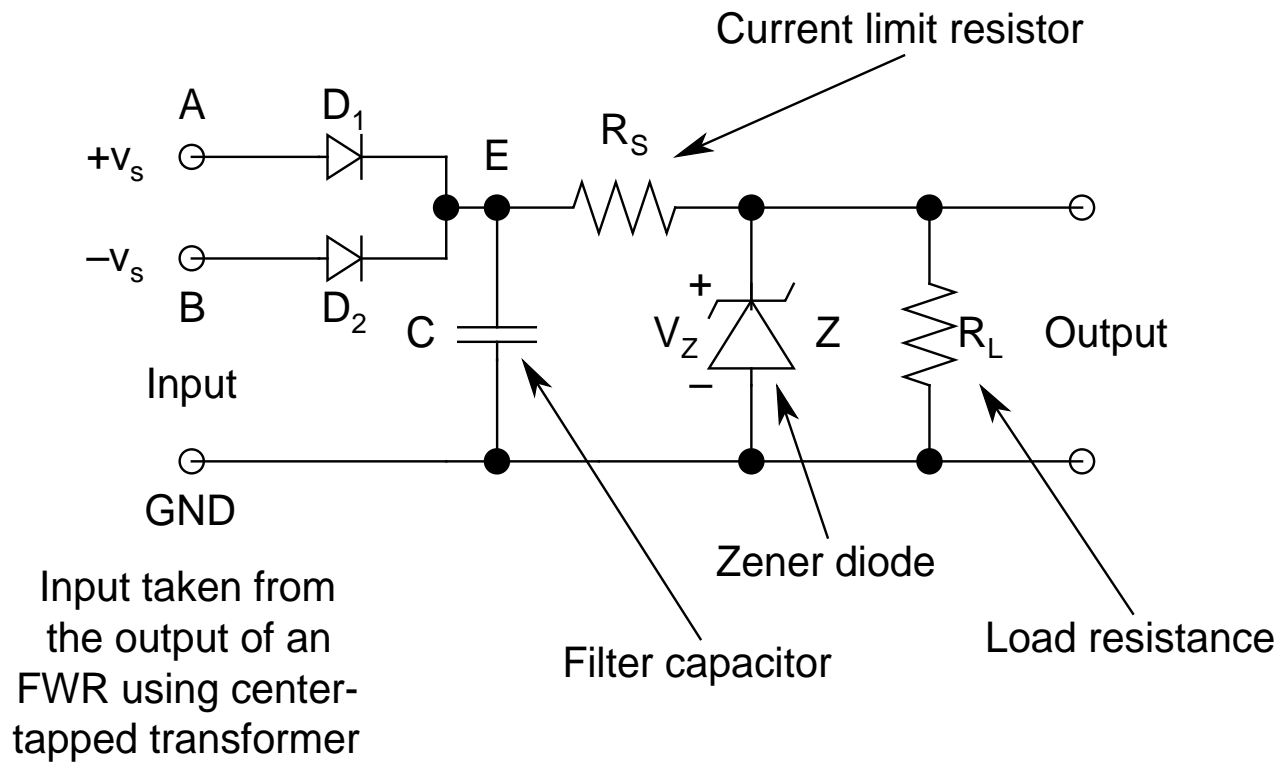 Current limit resistor
A
D1
RS
E
+vs
–vs
B
D2
C
+
VZ
–
Z
RL
Output
Input
GND
Zener diode
Input taken from
the output of an
FWR using center-
tapped transformer
Filter capacitor
Load resistance